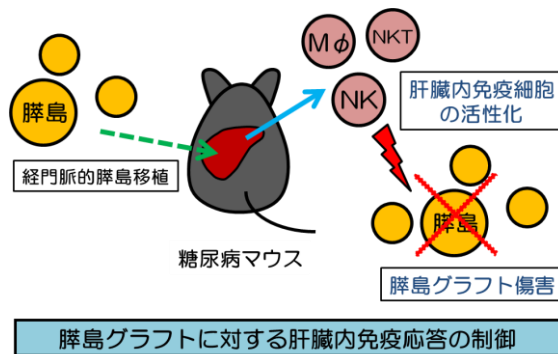 Mφ
NKT
NK
膵島
肝臓内免疫細胞
の活性化
経門脈的膵島移植
膵島
糖尿病マウス
膵島グラフト傷害
膵島グラフトに対する肝臓内免疫応答の制御